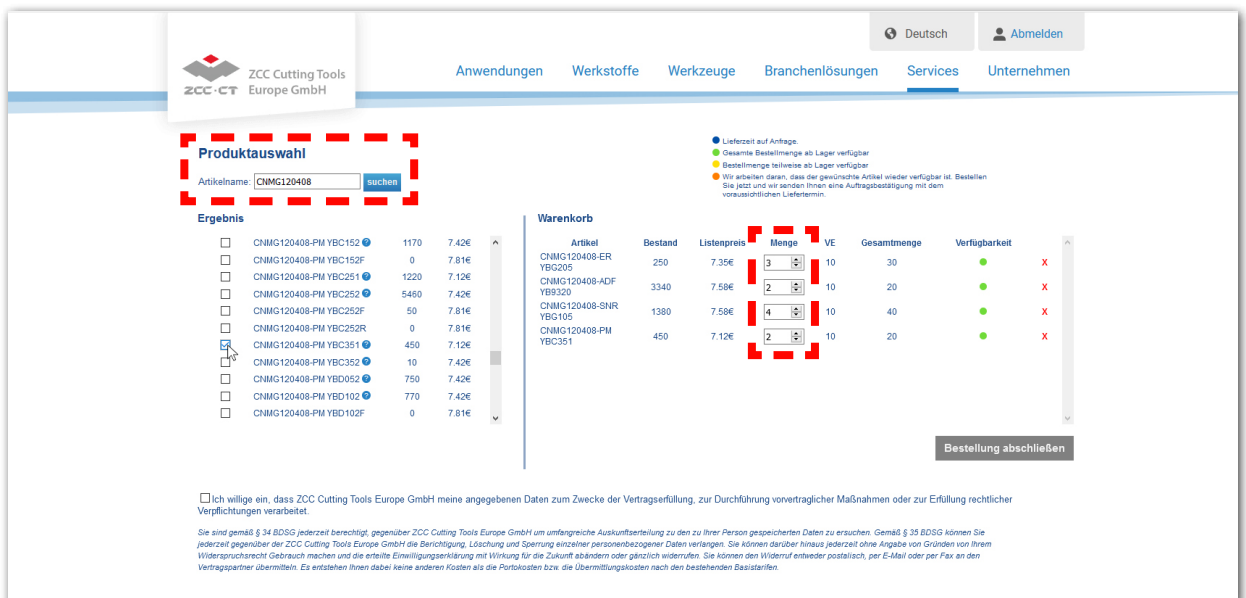 Deutsch
Abmelden
ZCC Cutting Tools
Europe GmbH
ZCC·CT
Anwendungen Werkstoffe Werkzeuge Branchenlösungen Services Unternehmen
Produktauswahl
Artikelname: CNMG120408 suchen
Lieferzeit auf Anfrage.
Gesamte Bestellmenge ab Lager verfügbar
Bestellmenge teilweise ab Lager verfügbar
Wir arbeiten daran, dass der gewünschte Artikel wieder verfügbar ist. Bestellen
Sie jetzt und wir senden Ihnen eine Auftragsbestätigung mit dem
voraussichtlichen Liefertermin.
Ergebnis
CNMG120408-PM YBC152 ? 1170 7.42€
CNMG120408-PM YBC152F 0 7.81€
CNMG120408-PM YBC251 ? 1220 7.12€
CNMG120408-PM YBC252 ? 5460 7.42€
CNMG120408-PM YBC252F 50 7.81€
CNMG120408-PM YBC252R 0 7.81€
CNMG120408-PM YBC351 ? 450 7.12€
CNMG120408-PM YBC352 ? 10 7.42€
CNMG120408-PM YBD052 ? 750 7.42€
CNMG120408-PM YBD102 ? 770 7.42€
CNMG120408-PM YBD102F 0 7.81€
Warenkorb
Artikel Bestand Listenpreis Menge VE Gesamtmenge Verfügbarkeit
CNMG120408-ER
YBG205 250 7.35€ 3 10 30 X
CNMG120408-ADF
YB9320 3340 7.58€ 2 10 20 X
CNMG120408-SNR
YBG105 1380 7.58€ 4 10 40 X
CNMG120408-PM
YBC351 450 7.12€ 2 10 20 X
Bestellung abschließen
Ich willige ein, dass ZCC Cutting Tools Europe GmbH meine angegebenen Daten zum Zwecke der Vertragserfüllung, zur Durchführung vorvertraglicher Maßnahmen oder zur Erfüllung rechtlicher
Verpflichtungen verarbeitet.
Sie sind gemäß § 34 BDSG jederzeit berechtigt, gegenüber ZCC Cutting Tools Europe GmbH um umfangreiche Auskunftserteilung zu den zu Ihrer Person gespeicherten Daten zu ersuchen. Gemäß § 35 BDSG können Sie
jederzeit gegenüber der ZCC Cutting Tools Europe GmbH die Berichtigung, Löschung und Sperrung einzelner personenbezogener Daten verlangen. Sie können darüber hinaus jederzeit ohne Angabe von Gründen von Ihrem
Widerspruchsrecht Gebrauch machen und die erteilte Einwilligungserklärung mit Wirkung für die Zukunft abändern oder gänzlich widerrufen. Sie können den Widerruf entweder postalisch, per E-Mail oder per Fax an den
Vertragspartner übermitteln. Es entstehen Ihnen dabei keine anderen Kosten als die Portokosten bzw. die Übermittlungskosten nach den bestehenden Basistarifen.